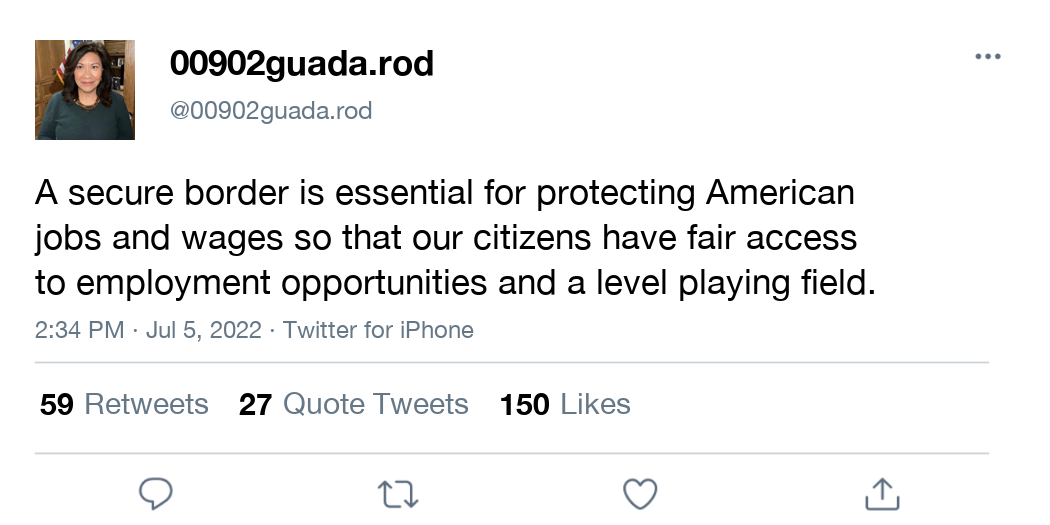 00902guada.rod
@00902guada.rod
A secure border is essential for protecting American
jobs and wages so that our citizens have fair access
to employment opportunities and a level playing field.
2:34 PM · Jul 5, 2022 · Twitter for iPhone
59 Retweets 27 Quote Tweets 150 Likes